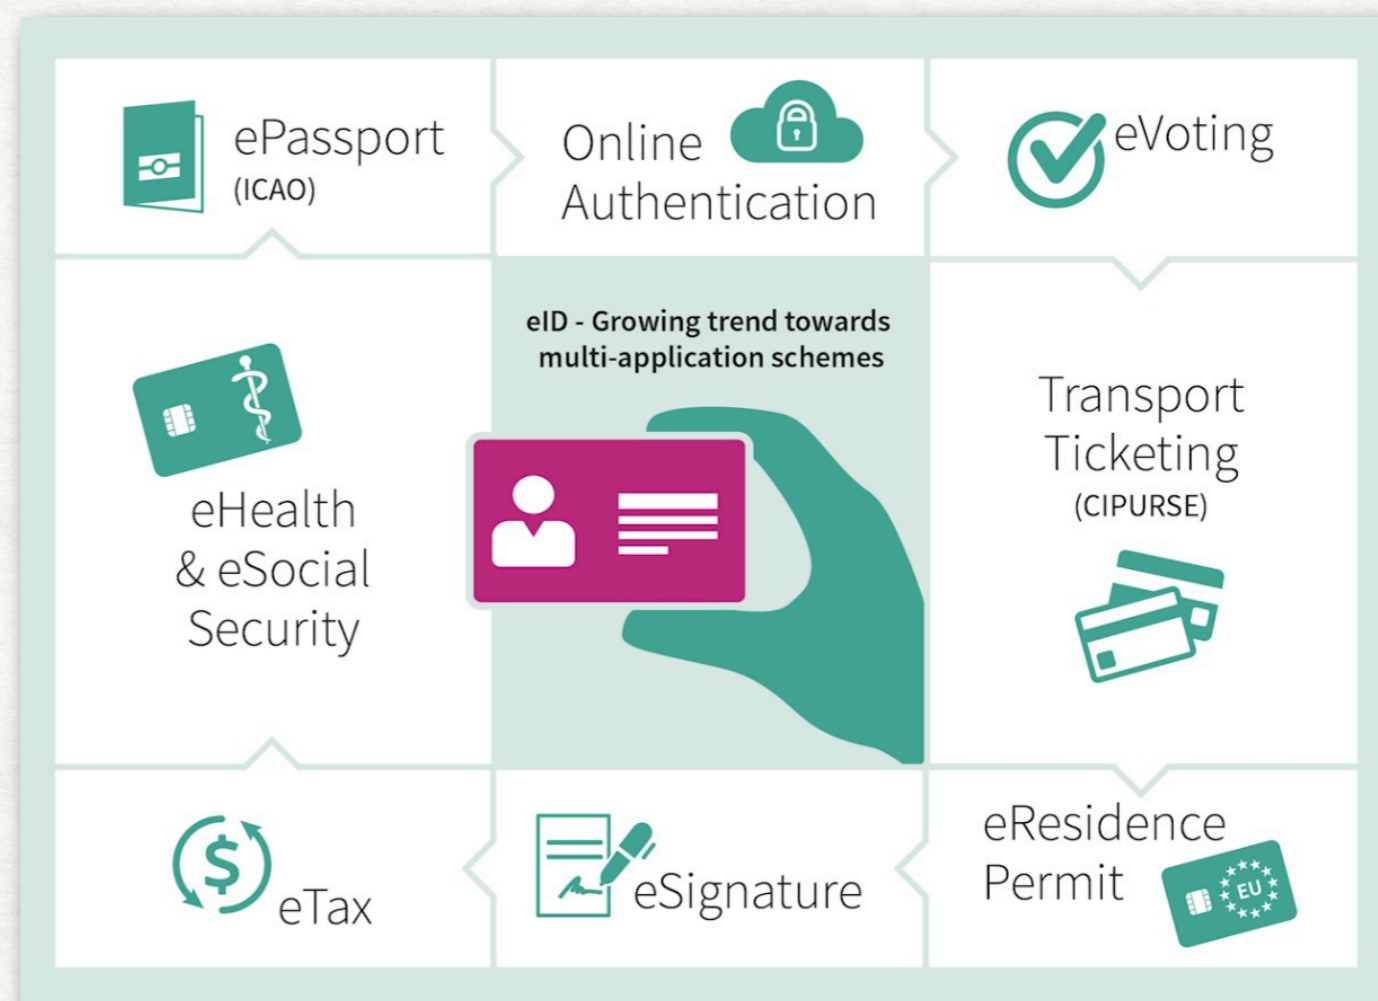 ePassport
(ICAO)
Online
Authentication
eVoting
eID - Growing trend towards
multi-application schemes
eHealth
& eSocial
Security
Transport
Ticketing
(CIPURSE)
$
eTax
eSignature
eResidence
Permit
EU